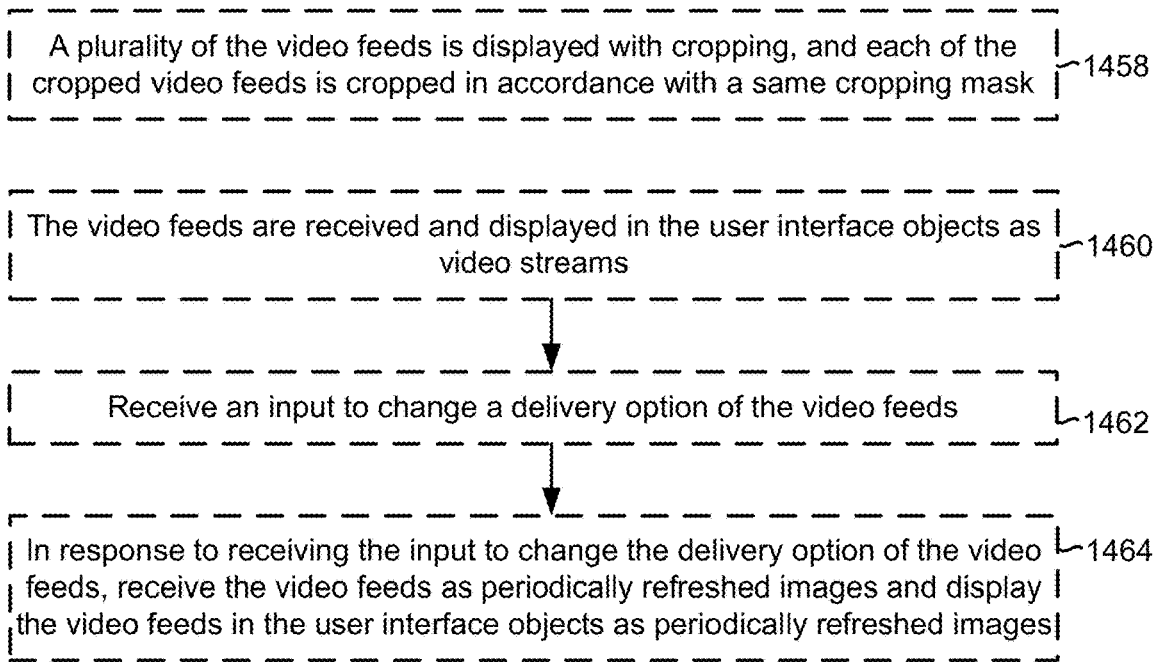 A plurality of the video feeds is displayed with cropping, and each of the
cropped video feeds is cropped in accordance with a same cropping mask
1458
The video feeds are received and displayed in the user interface objects as
video streams
1460
Receive an input to change a delivery option of the video feeds
1462
In response to receiving the input to change the delivery option of the video
feeds, receive the video feeds as periodically refreshed images and display
the video feeds in the user interface objects as periodically refreshed images
1464